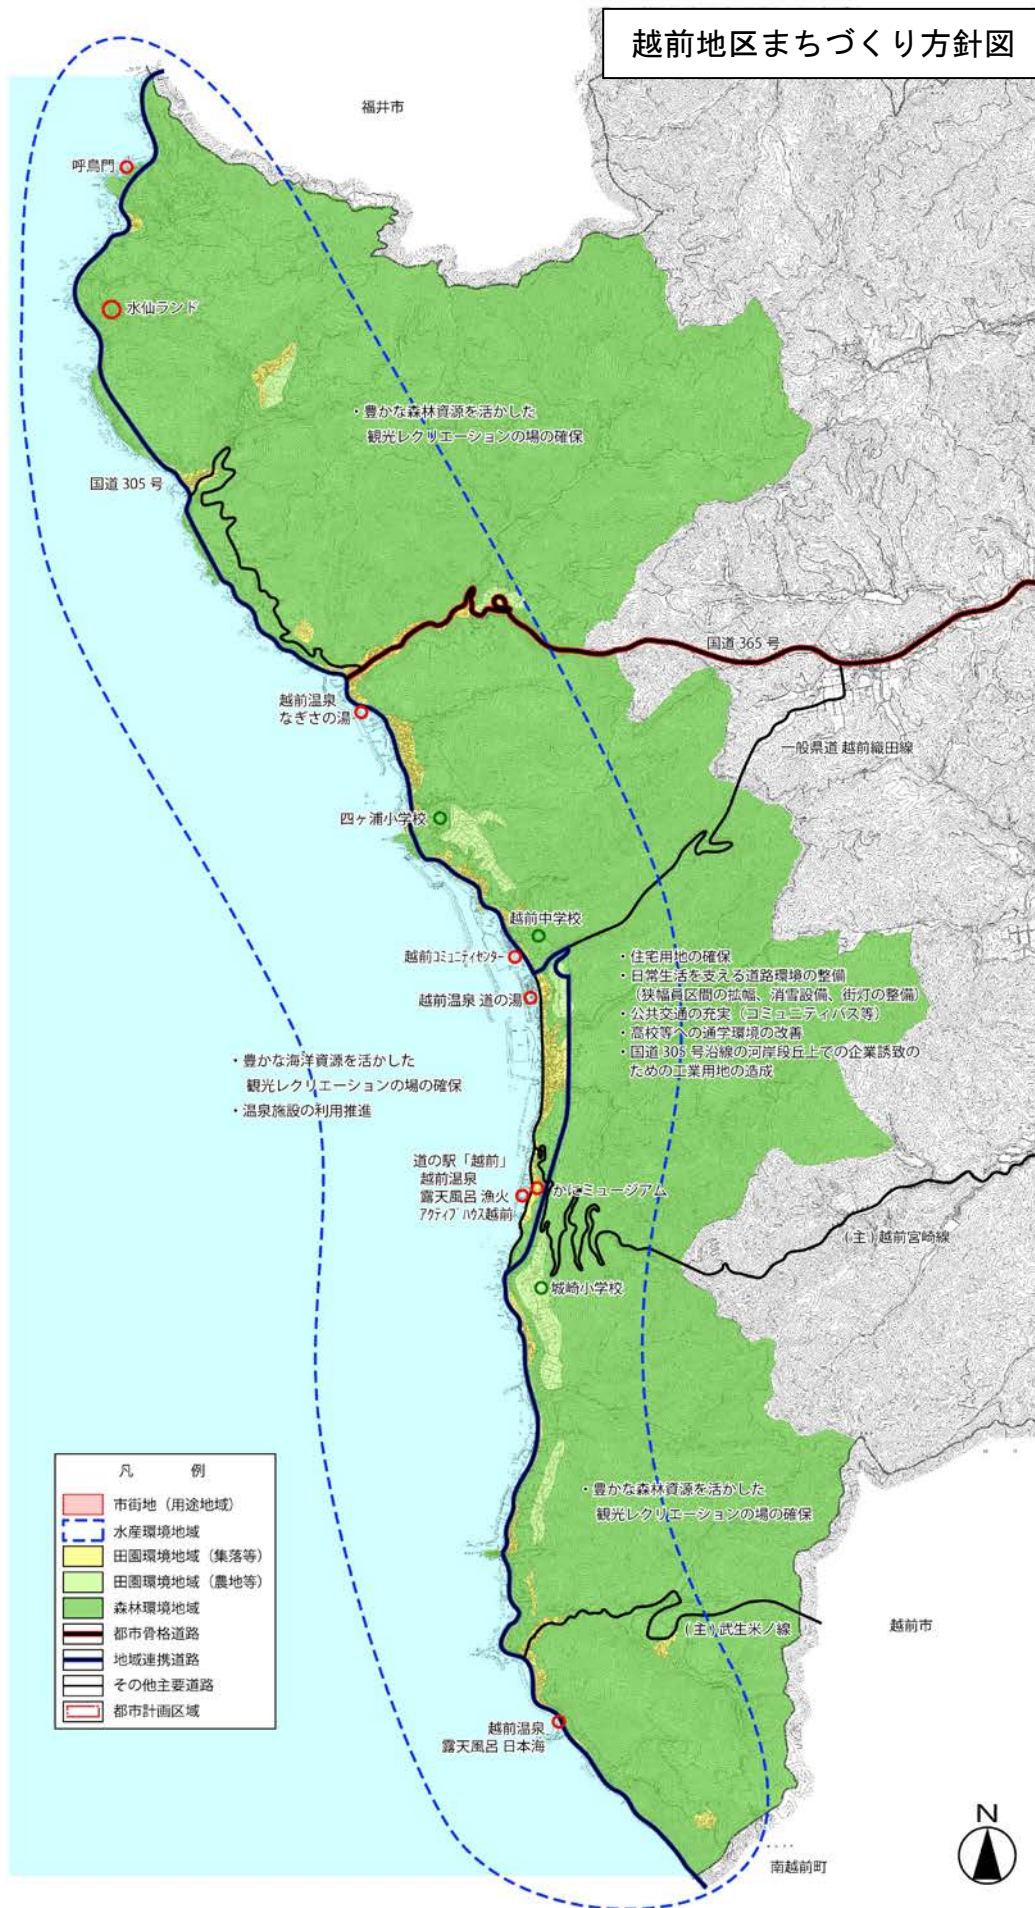 越前地区まちづくり方針図
福井市
呼鳥門
水仙ランド
・豊かな森林資源を活かした
観光レクリエーションの場の確保
国道 305 号
国道 365 号
越前温泉
なぎさの湯
一般県道 越前織田線
四ヶ浦小学校
越前中学校
越前ｺﾐｭﾆﾃｨｾﾝﾀｰ
越前温泉 道の湯
・住宅用地の確保
・日常生活を支える道路環境の整備
（狭幅員区間の拡幅、消雪設備、街灯の整備）
・公共交通の充実（コミュニティバス等）
・高校等への通学環境の改善
・国道 305 号沿線の河岸段丘上での企業誘致の
ための工業用地の造成
・豊かな海洋資源を活かした
観光レクリエーションの場の確保
・温泉施設の利用推進
道の駅「越前」
越前温泉
露天風呂 漁火
ｱｸﾃｨﾌﾞﾊｳｽ越前
かにミュージアム
(主)越前宮崎線
城崎小学校
・豊かな森林資源を活かした
観光レクリエーションの場の確保
(主)武生米ノ線
越前市
越前温泉
露天風呂 日本海
南越前町
N
凡 例
市街地（用途地域）
水産環境地域
田園環境地域（集落等）
田園環境地域（農地等）
森林環境地域
都市骨格道路
地域連携道路
その他主要道路
都市計画区域